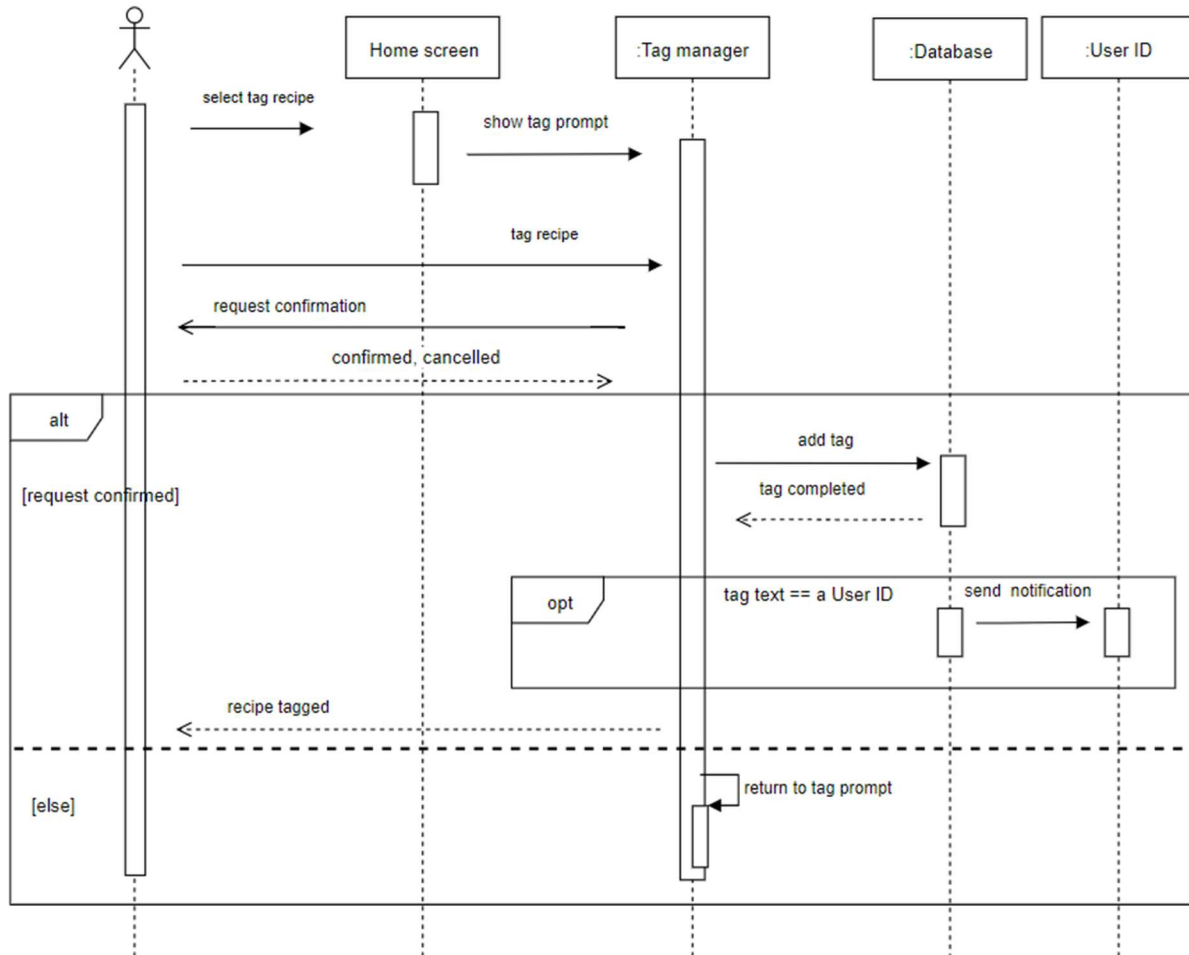 Home screen
:Tag manager
:Database
:User ID
select tag recipe
show tag prompt
tag recipe
request confirmation
confirmed, cancelled
alt
add tag
[request confirmed]
tag completed
opt
tag text == a User ID
send  notification
recipe tagged
return to tag prompt
[else]